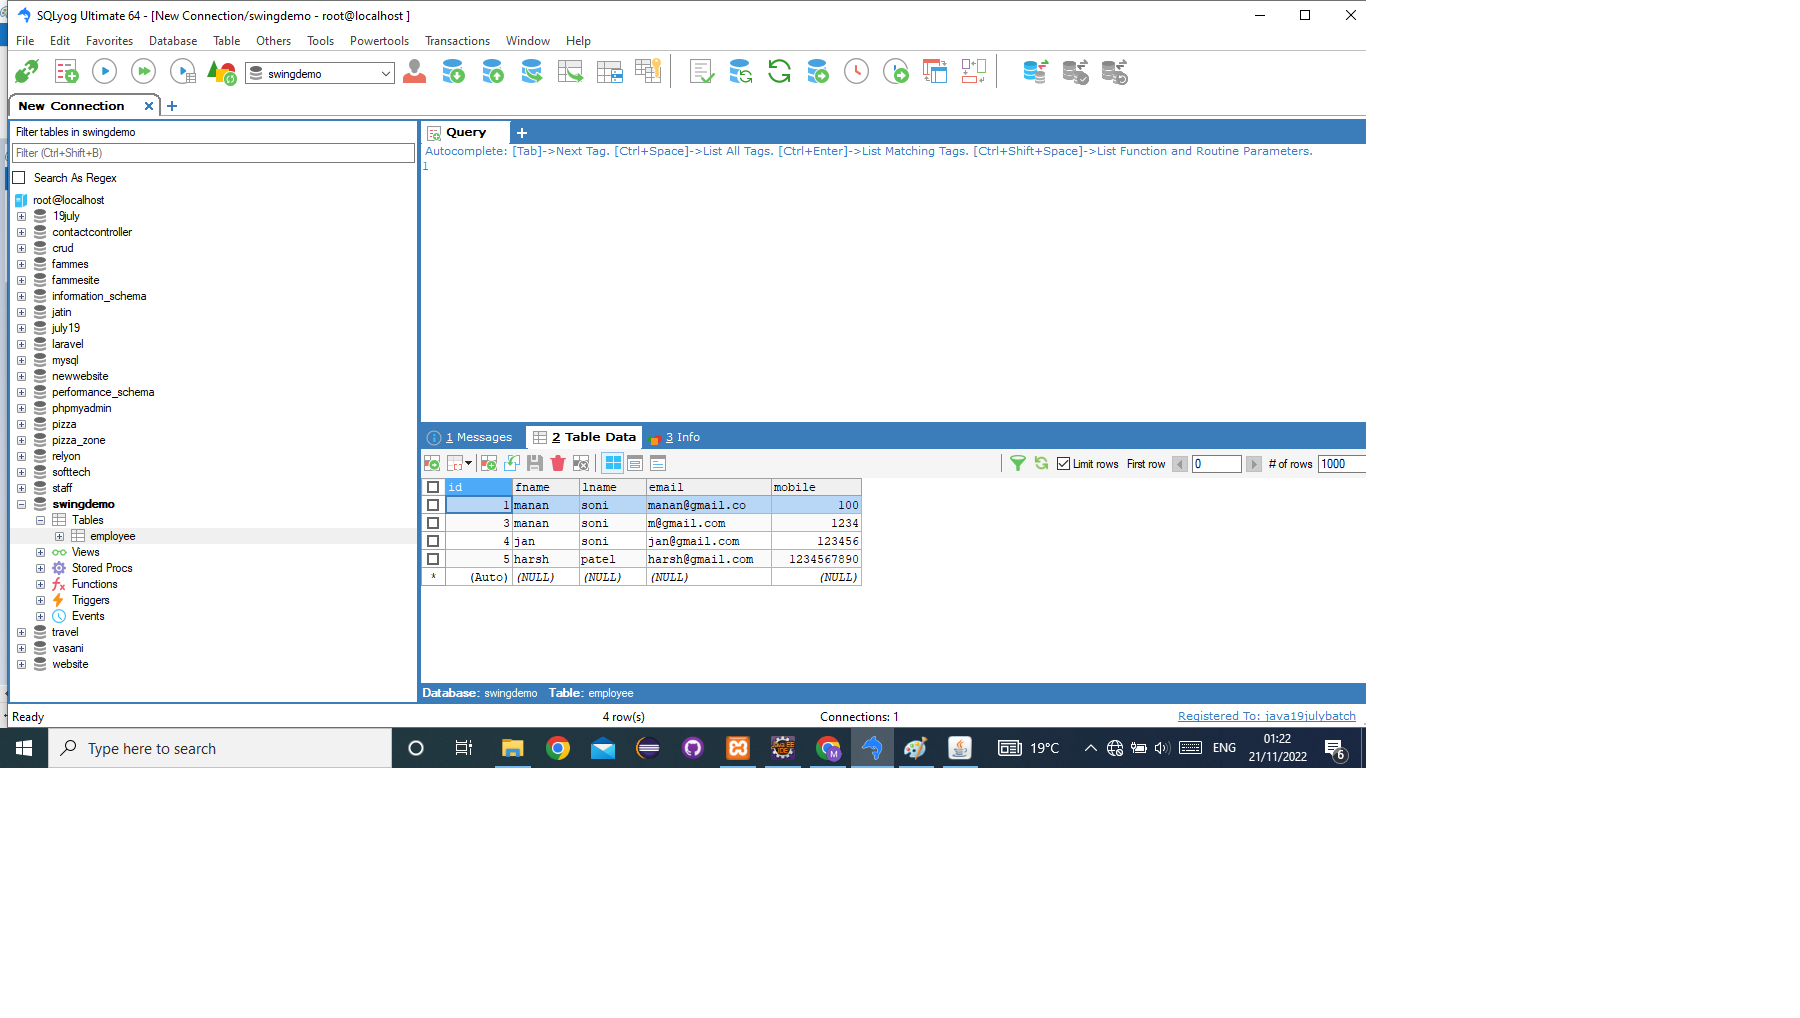 SQLyog Ultimate 64 - [New Connection/swingdemo - root@localhost ]
File Edit Favorites Database Table Others Tools Powertools Transactions Window Help
swingdemo
New Connection
Filter tables in swingdemo
Filter (Ctrl+Shift+B)
Search As Regex
root@localhost
19july
contactcontroller
crud
fammes
fammesite
information_schema
jatin
july19
laravel
mysql
newwebsite
performance_schema
phpmyadmin
pizza
pizza_zone
relyon
softtech
staff
swingdemo
Tables
employee
Views
Stored Procs
Functions
Triggers
Events
travel
vasani
website
Query
Autocomplete: [Tab]->Next Tag. [Ctrl+Space]->List All Tags. [Ctrl+Enter]->List Matching Tags. [Ctrl+Shift+Space]->List Function and Routine Parameters.
1
1 Messages 2 Table Data 3 Info
Limit rows First row 0 # of rows 1000
id fname lname email mobile
1 manan soni manan@gmail.co 100
3 manan soni m@gmail.com 1234
4 jan soni jan@gmail.com 123456
5 harsh patel harsh@gmail.com 1234567890
* (Auto) (NULL) (NULL) (NULL) (NULL)
Database: swingdemo Table: employee
Ready 4 row(s) Connections: 1 Registered To: java19julybatch
Type here to search 19°C ENG 01:22
21/11/2022
6